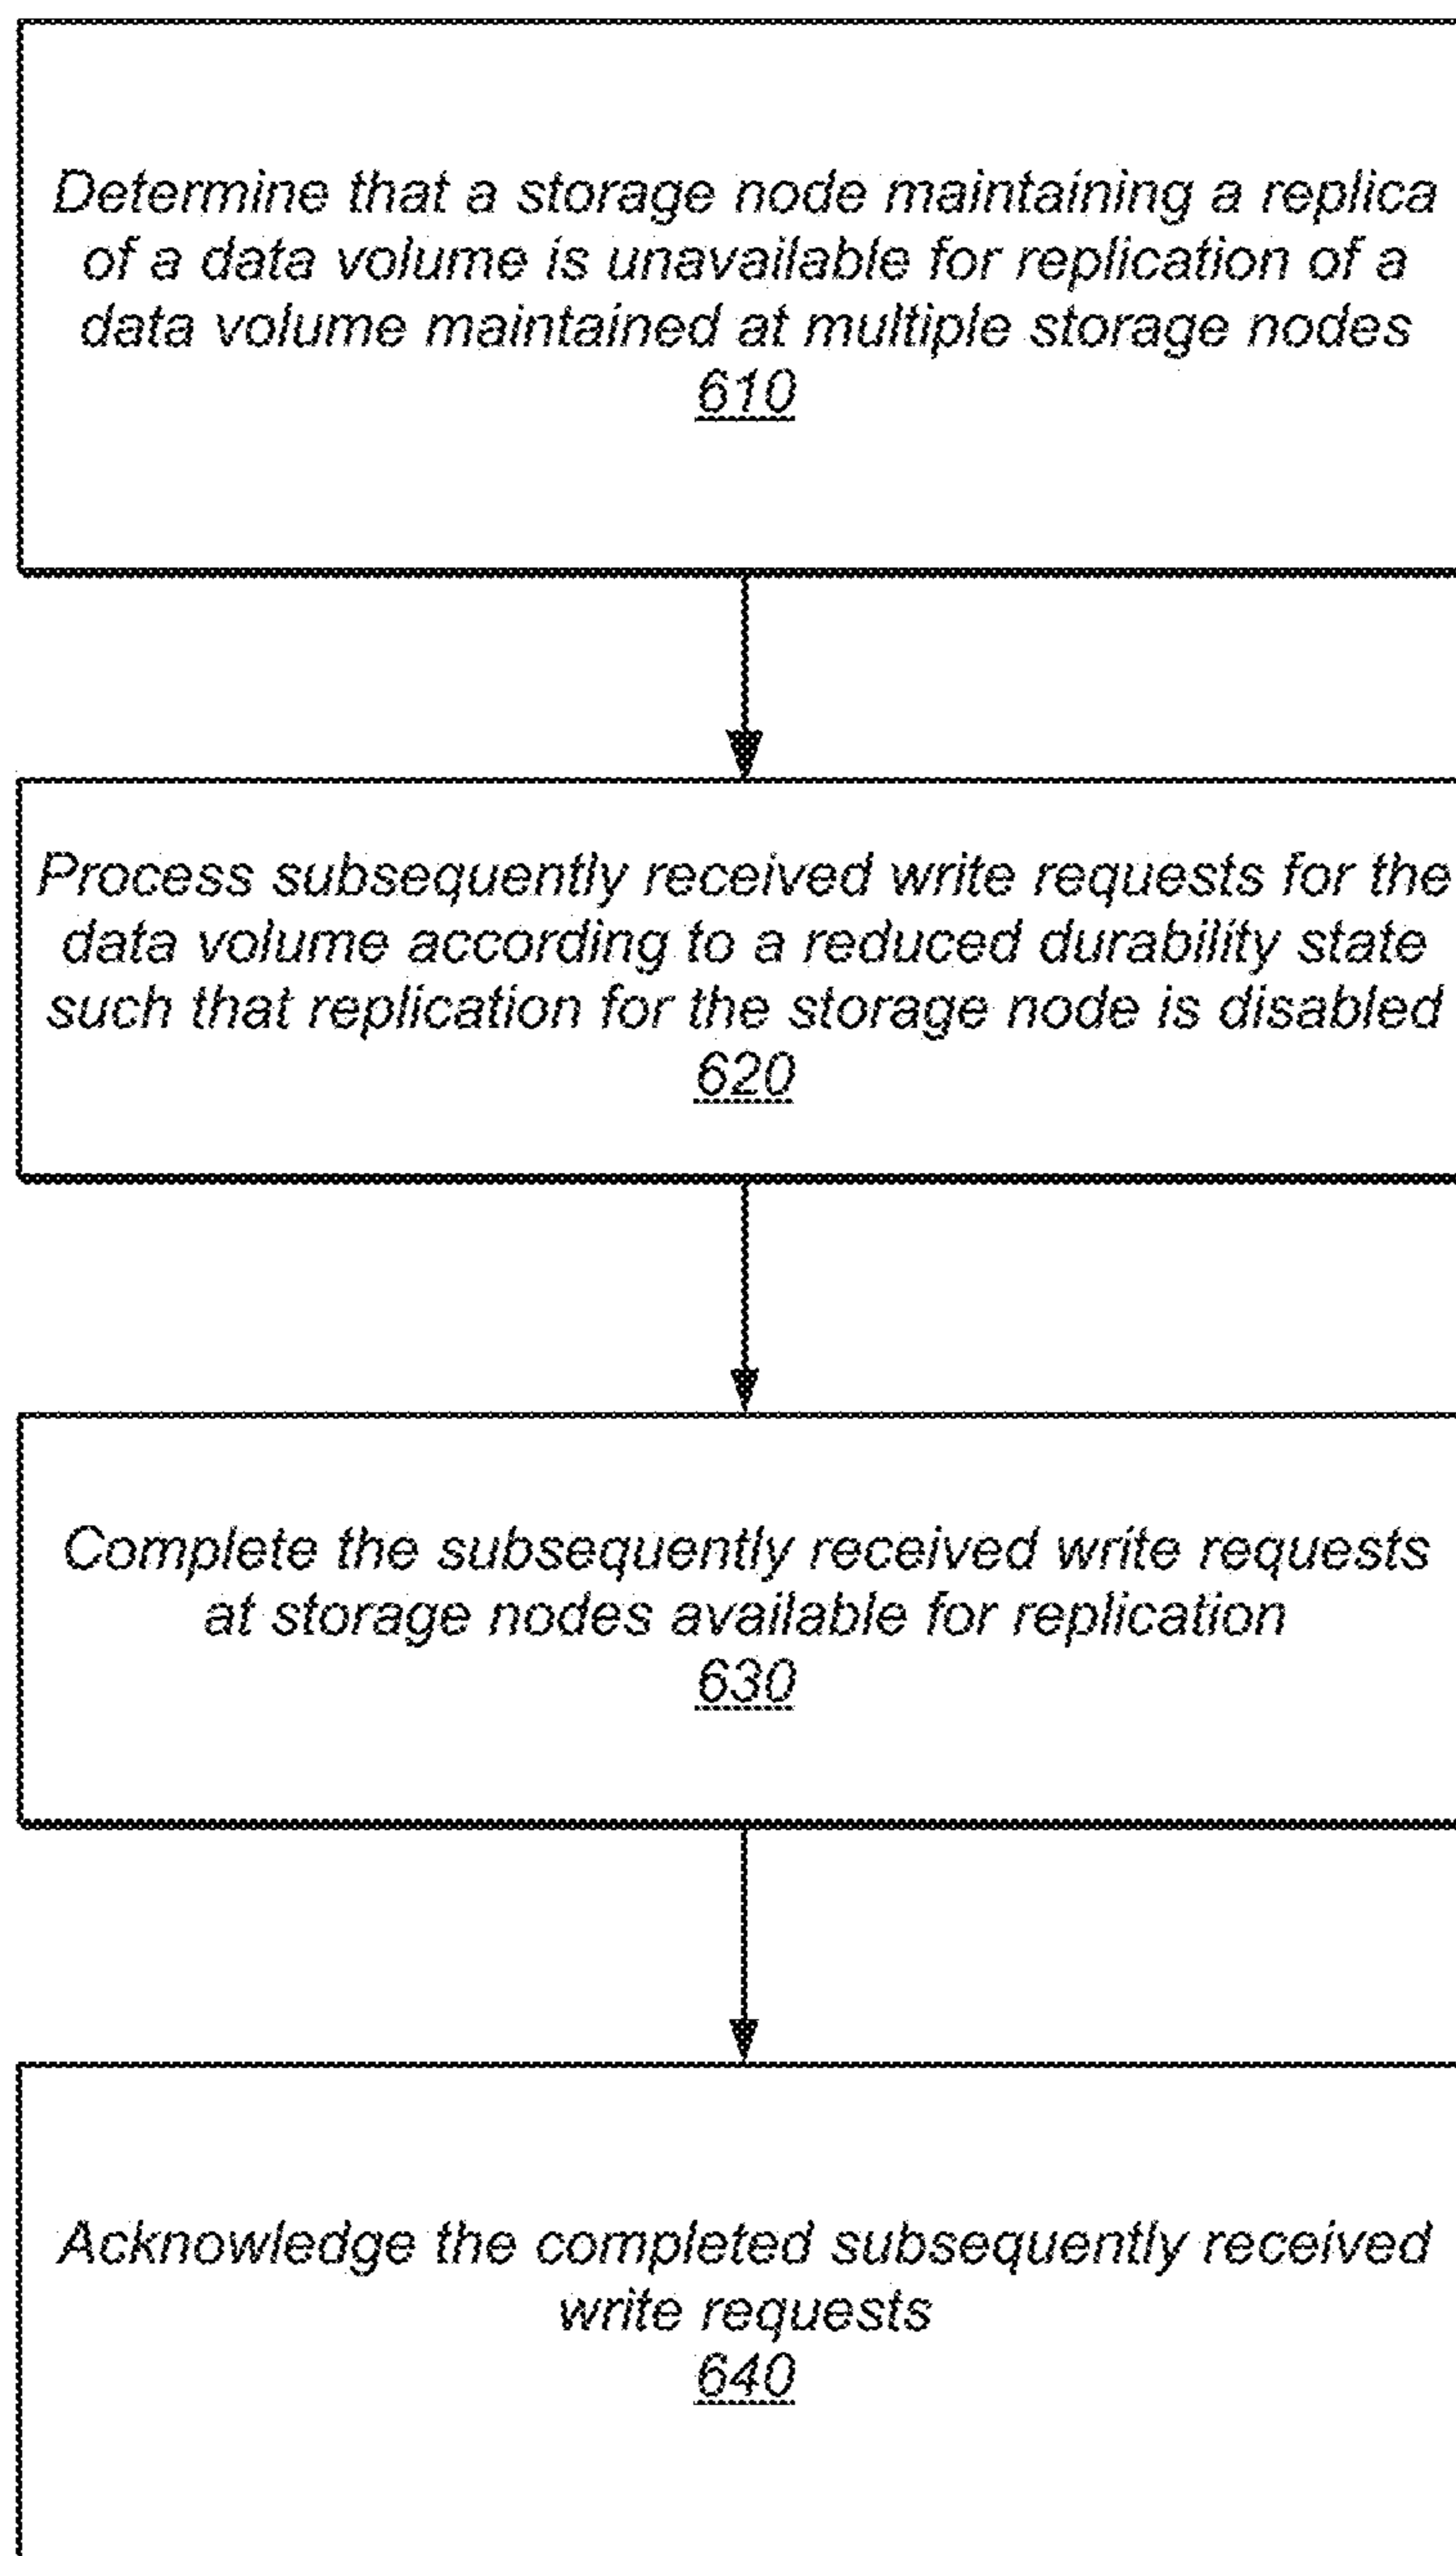 Determine that a storage node maintaining a replica
of a data volume is unavailable for replication of a
data volume maintained at multiple storage nodes
610
Process subsequently received write requests for the
data volume according to a reduced durability state
such that replication for the storage node is disabled
620
Complete the subsequently received write requests
at storage nodes available for replication
630
Acknowledge the completed subsequently received
write requests
640